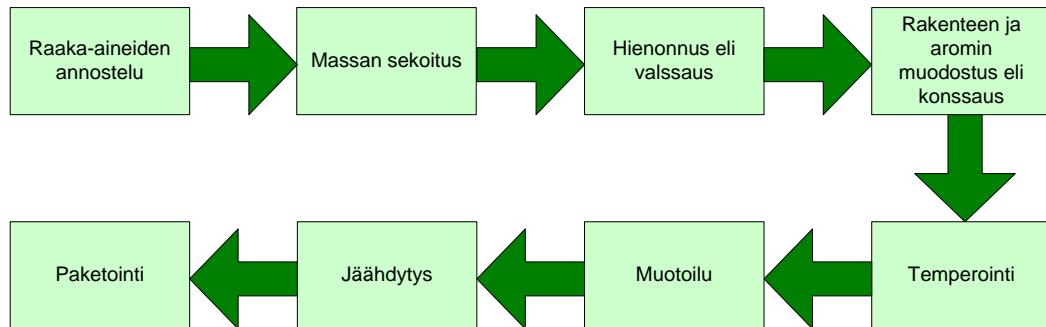 Raaka-aineiden
annostelu
Massan sekoitus
Hienonnus eli
valssaus
Rakenteen ja
aromin
muodostus eli
konssaus
Temperointi
Muotoilu
Jäähdytys
Paketointi